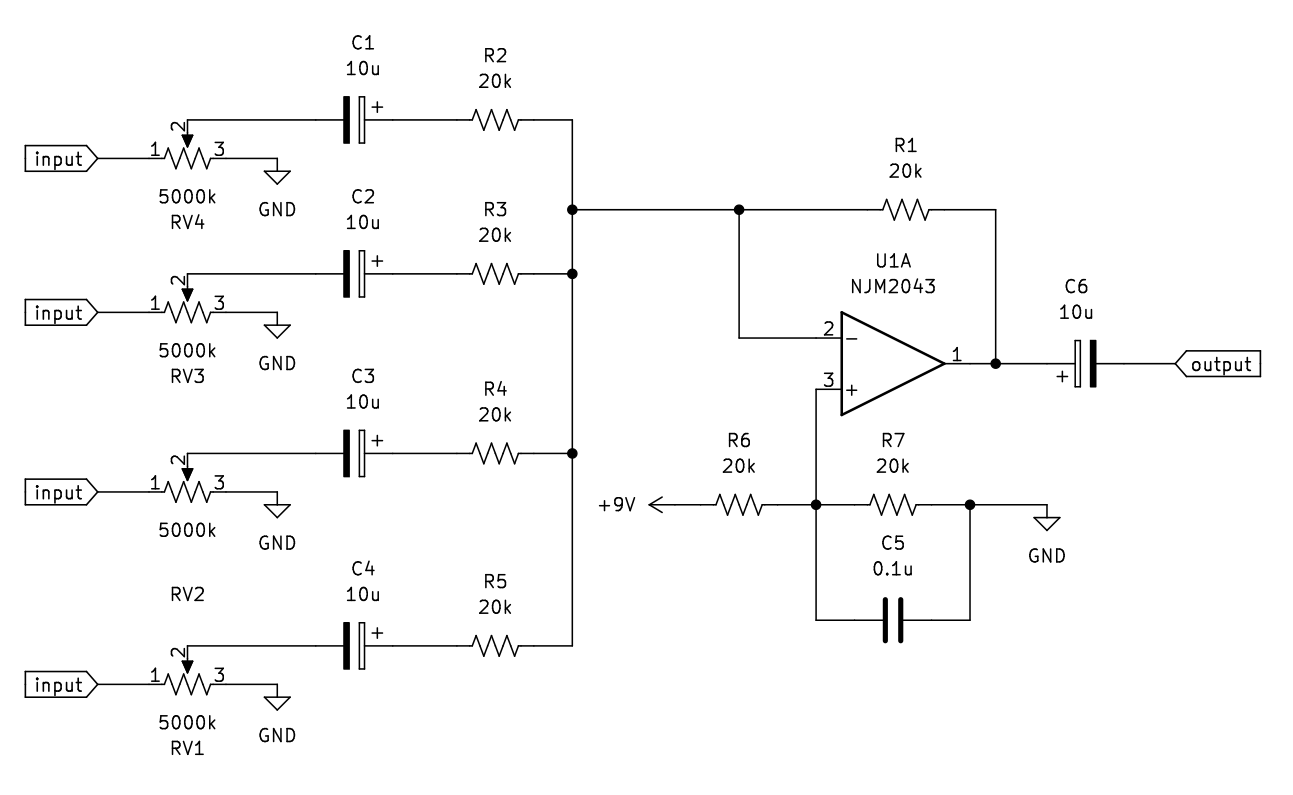 C1
10u
R2
20k
+
2
input
1
3
5000k
RV4
GND
R1
20k
C2
10u
R3
20k
+
2
input
1
3
5000k
RV3
GND
U1A
NJM2043
2
−
3
+
1
C6
10u
+
output
C3
10u
R4
20k
+
2
input
1
3
5000k
GND
RV2
R6
20k
R7
20k
+9V
C5
0.1u
GND
C4
10u
R5
20k
+
2
input
1
3
5000k
RV1
GND